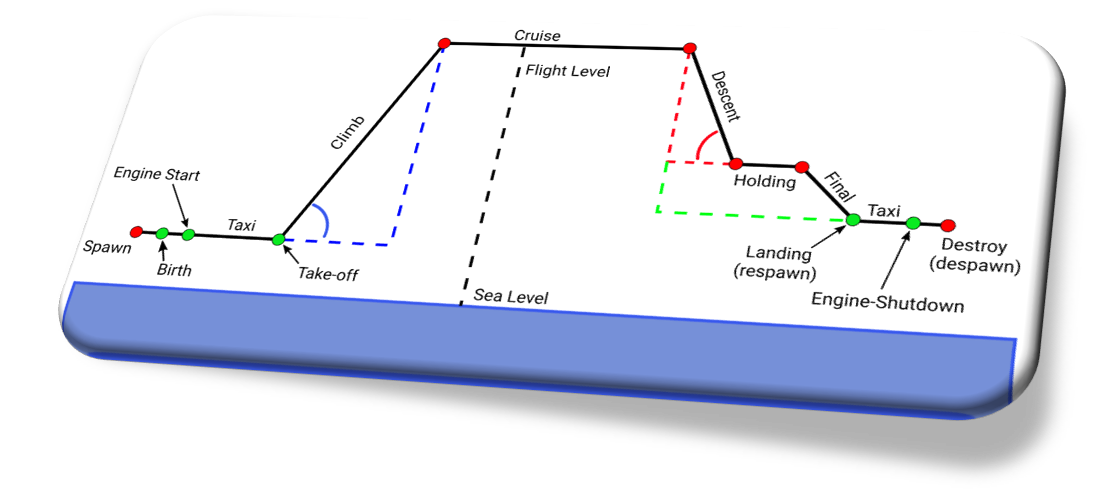 Cruise
Flight Level
Climb
Descent
Engine Start
Holding
Final
Spawn
Taxi
Taxi
Birth
Take-off
Landing
(respawn)
Destroy
(despawn)
Engine-Shutdown
Sea Level